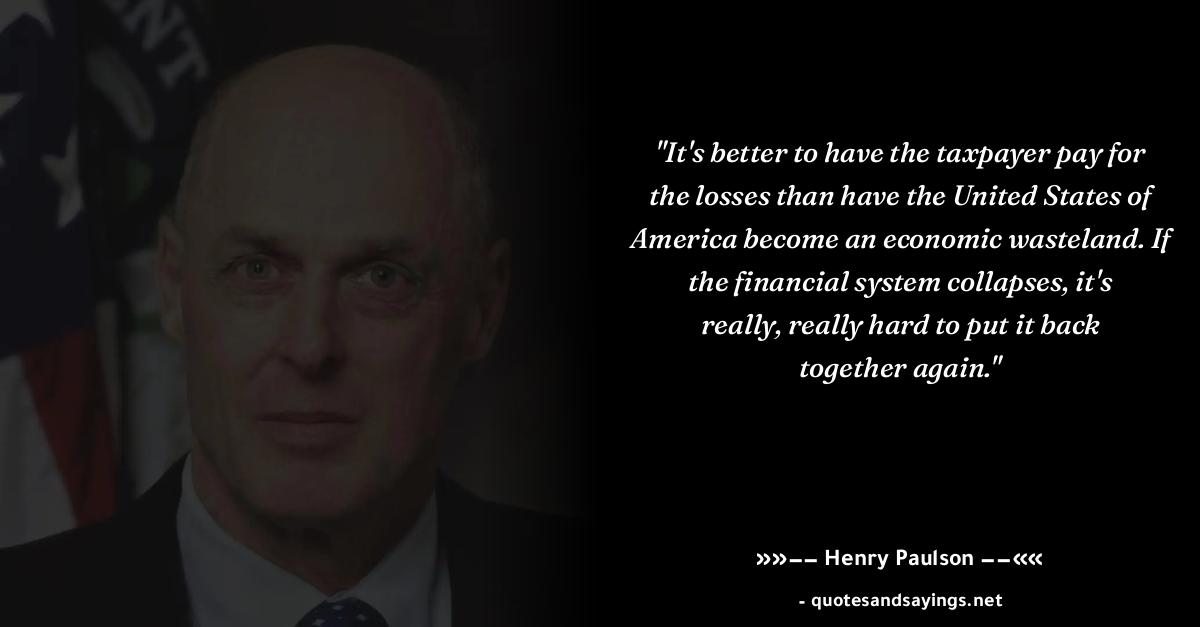 ENT
"It's better to have the taxpayer pay for
the losses than have the United States of
America become an economic wasteland. If
the financial system collapses, it's
really, really hard to put it back
together again."
»»-- Henry Paulson --««
- quotesandsayings.net